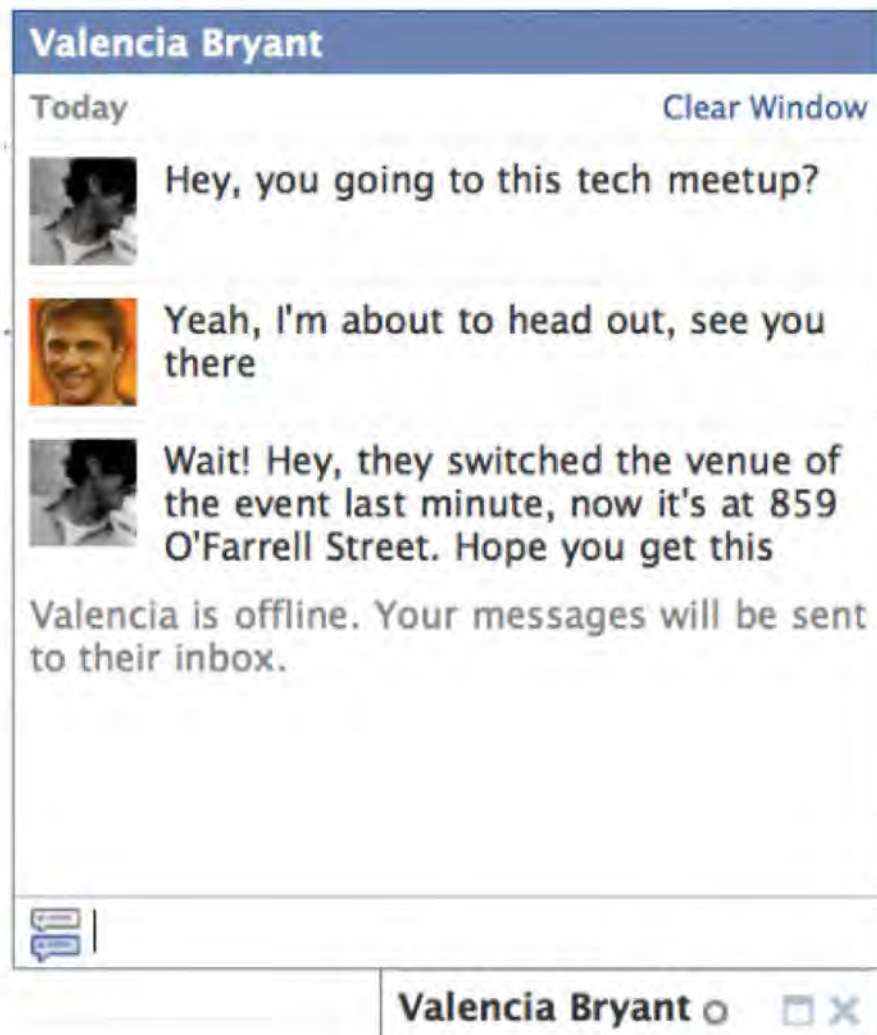 Valencia Bryant
Today
Clear Window
Hey, you going to this tech meetup?
Yeah, I'm about to head out, see you
there
Wait! Hey, they switched the venue of
the event last minute, now it's at 859
O'Farrell Street. Hope you get this
Valencia is offline. Your messages will be sent
to their inbox.
Valencia Bryant